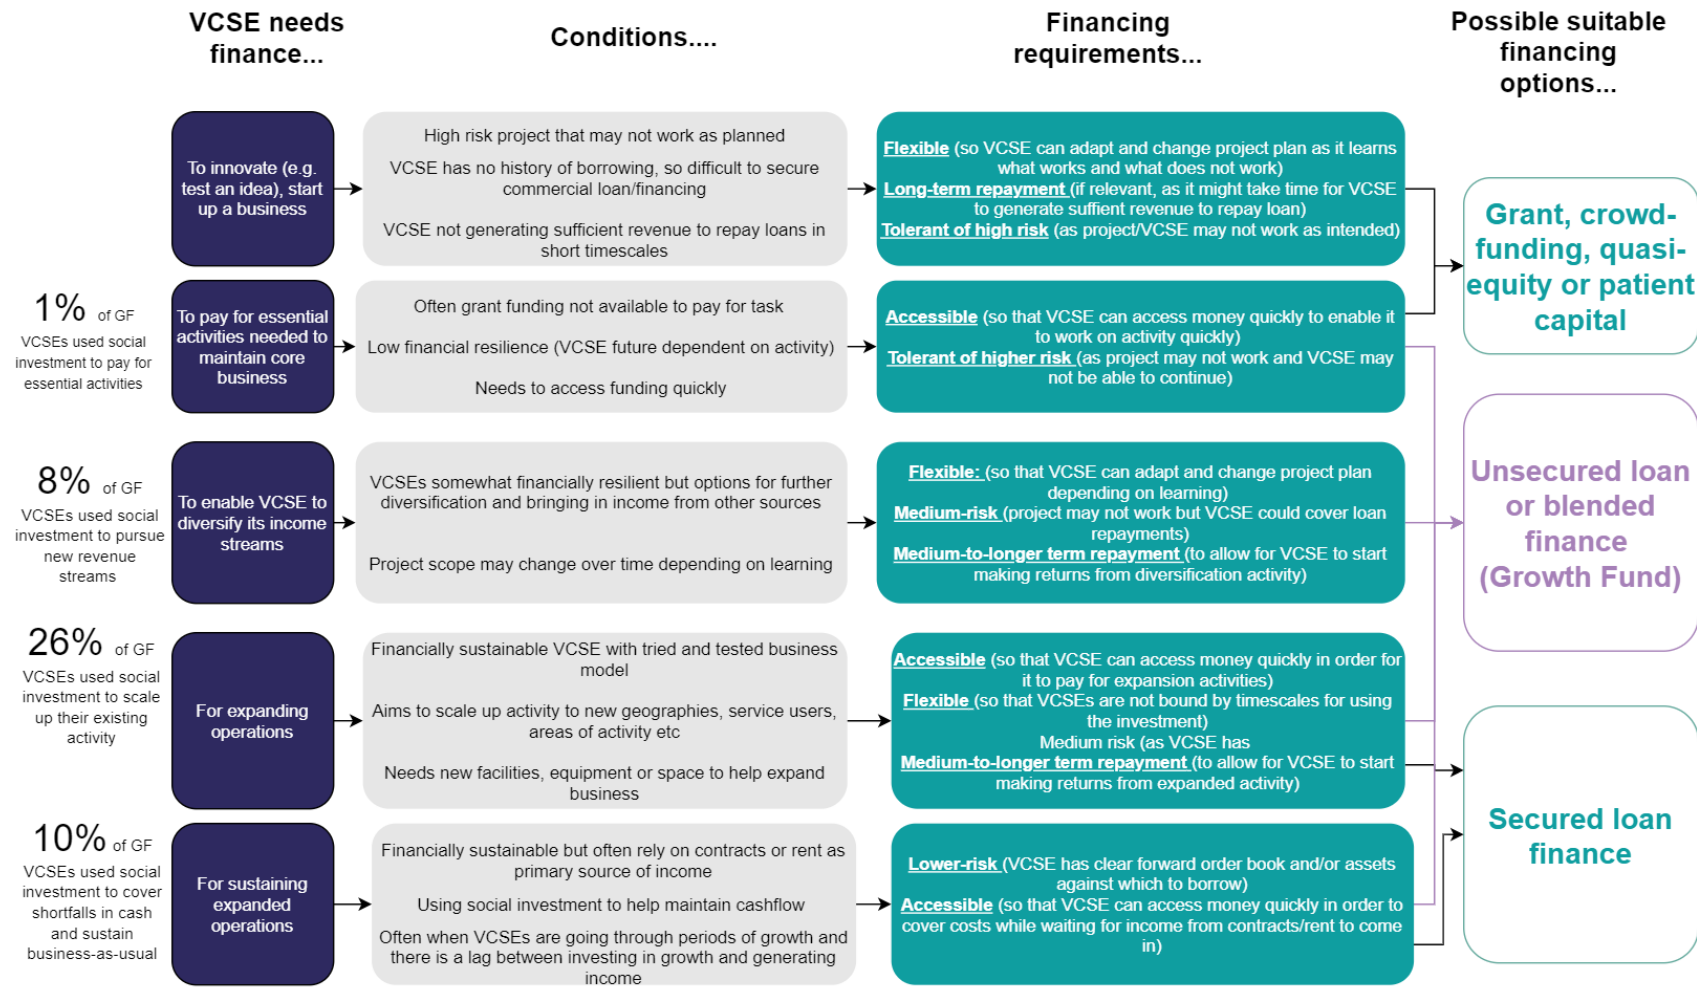 VCSE needs
finance...
Conditions....
Financing
requirements...
Possible suitable
financing
options...
To innovate (e.g.
test an idea), start
up a business
High risk project that may not work as planned
VCSE has no history of borrowing, so difficult to secure
commercial loan/financing
VCSE not generating sufficient revenue to repay loans in
short timescales
Flexible (so VCSE can adapt and change project plan as it learns
what works and what does not work)
Long-term repayment (if relevant, as it might take time for VCSE
to generate suffient revenue to repay loan)
Tolerant of high risk (as project/VCSE may not work as intended)
Grant, crowd-
funding, quasi-
equity or patient
capital
1% of GF
VCSEs used social
investment to pay for
essential activities
To pay for essential
activities needed to
maintain core
business
Often grant funding not available to pay for task
Low financial resilience (VCSE future dependent on activity)
Needs to access funding quickly
Accessible (so that VCSE can access money quickly to enable it
to work on activity quickly)
Tolerant of higher risk (as project may not work and VCSE may
not be able to continue)
8% of GF
VCSEs used social
investment to pursue
new revenue
streams
To enable VCSE to
diversify its income
streams
VCSEs somewhat financially resilient but options for further
diversification and bringing in income from other sources
Project scope may change over time depending on learning
Flexible: (so that VCSE can adapt and change project plan
depending on learning)
Medium-risk (project may not work but VCSE could cover loan
repayments)
Medium-to-longer term repayment (to allow for VCSE to start
making returns from diversification activity)
Unsecured loan
or blended
finance
(Growth Fund)
26% of GF
VCSEs used social
investment to scale
up their existing
activity
For expanding
operations
Financially sustainable VCSE with tried and tested business
model
Aims to scale up activity to new geographies, service users,
areas of activity etc
Needs new facilities, equipment or space to help expand
business
Accessible (so that VCSE can access money quickly in order for
it to pay for expansion activities)
Flexible (so that VCSEs are not bound by timescales for using
the investment)
Medium risk (as VCSE has
Medium-to-longer term repayment (to allow for VCSE to start
making returns from expanded activity)
Secured loan
finance
10% of GF
VCSEs used social
investment to cover
shortfalls in cash
and sustain
business-as-usual
For sustaining
expanded
operations
Financially sustainable but often rely on contracts or rent as
primary source of income
Using social investment to help maintain cashflow
Often when VCSEs are going through periods of growth and
there is a lag between investing in growth and generating
income
Lower-risk (VCSE has clear forward order book and/or assets
against which to borrow)
Accessible (so that VCSE can access money quickly in order to
cover costs while waiting for income from contracts/rent to come
in)